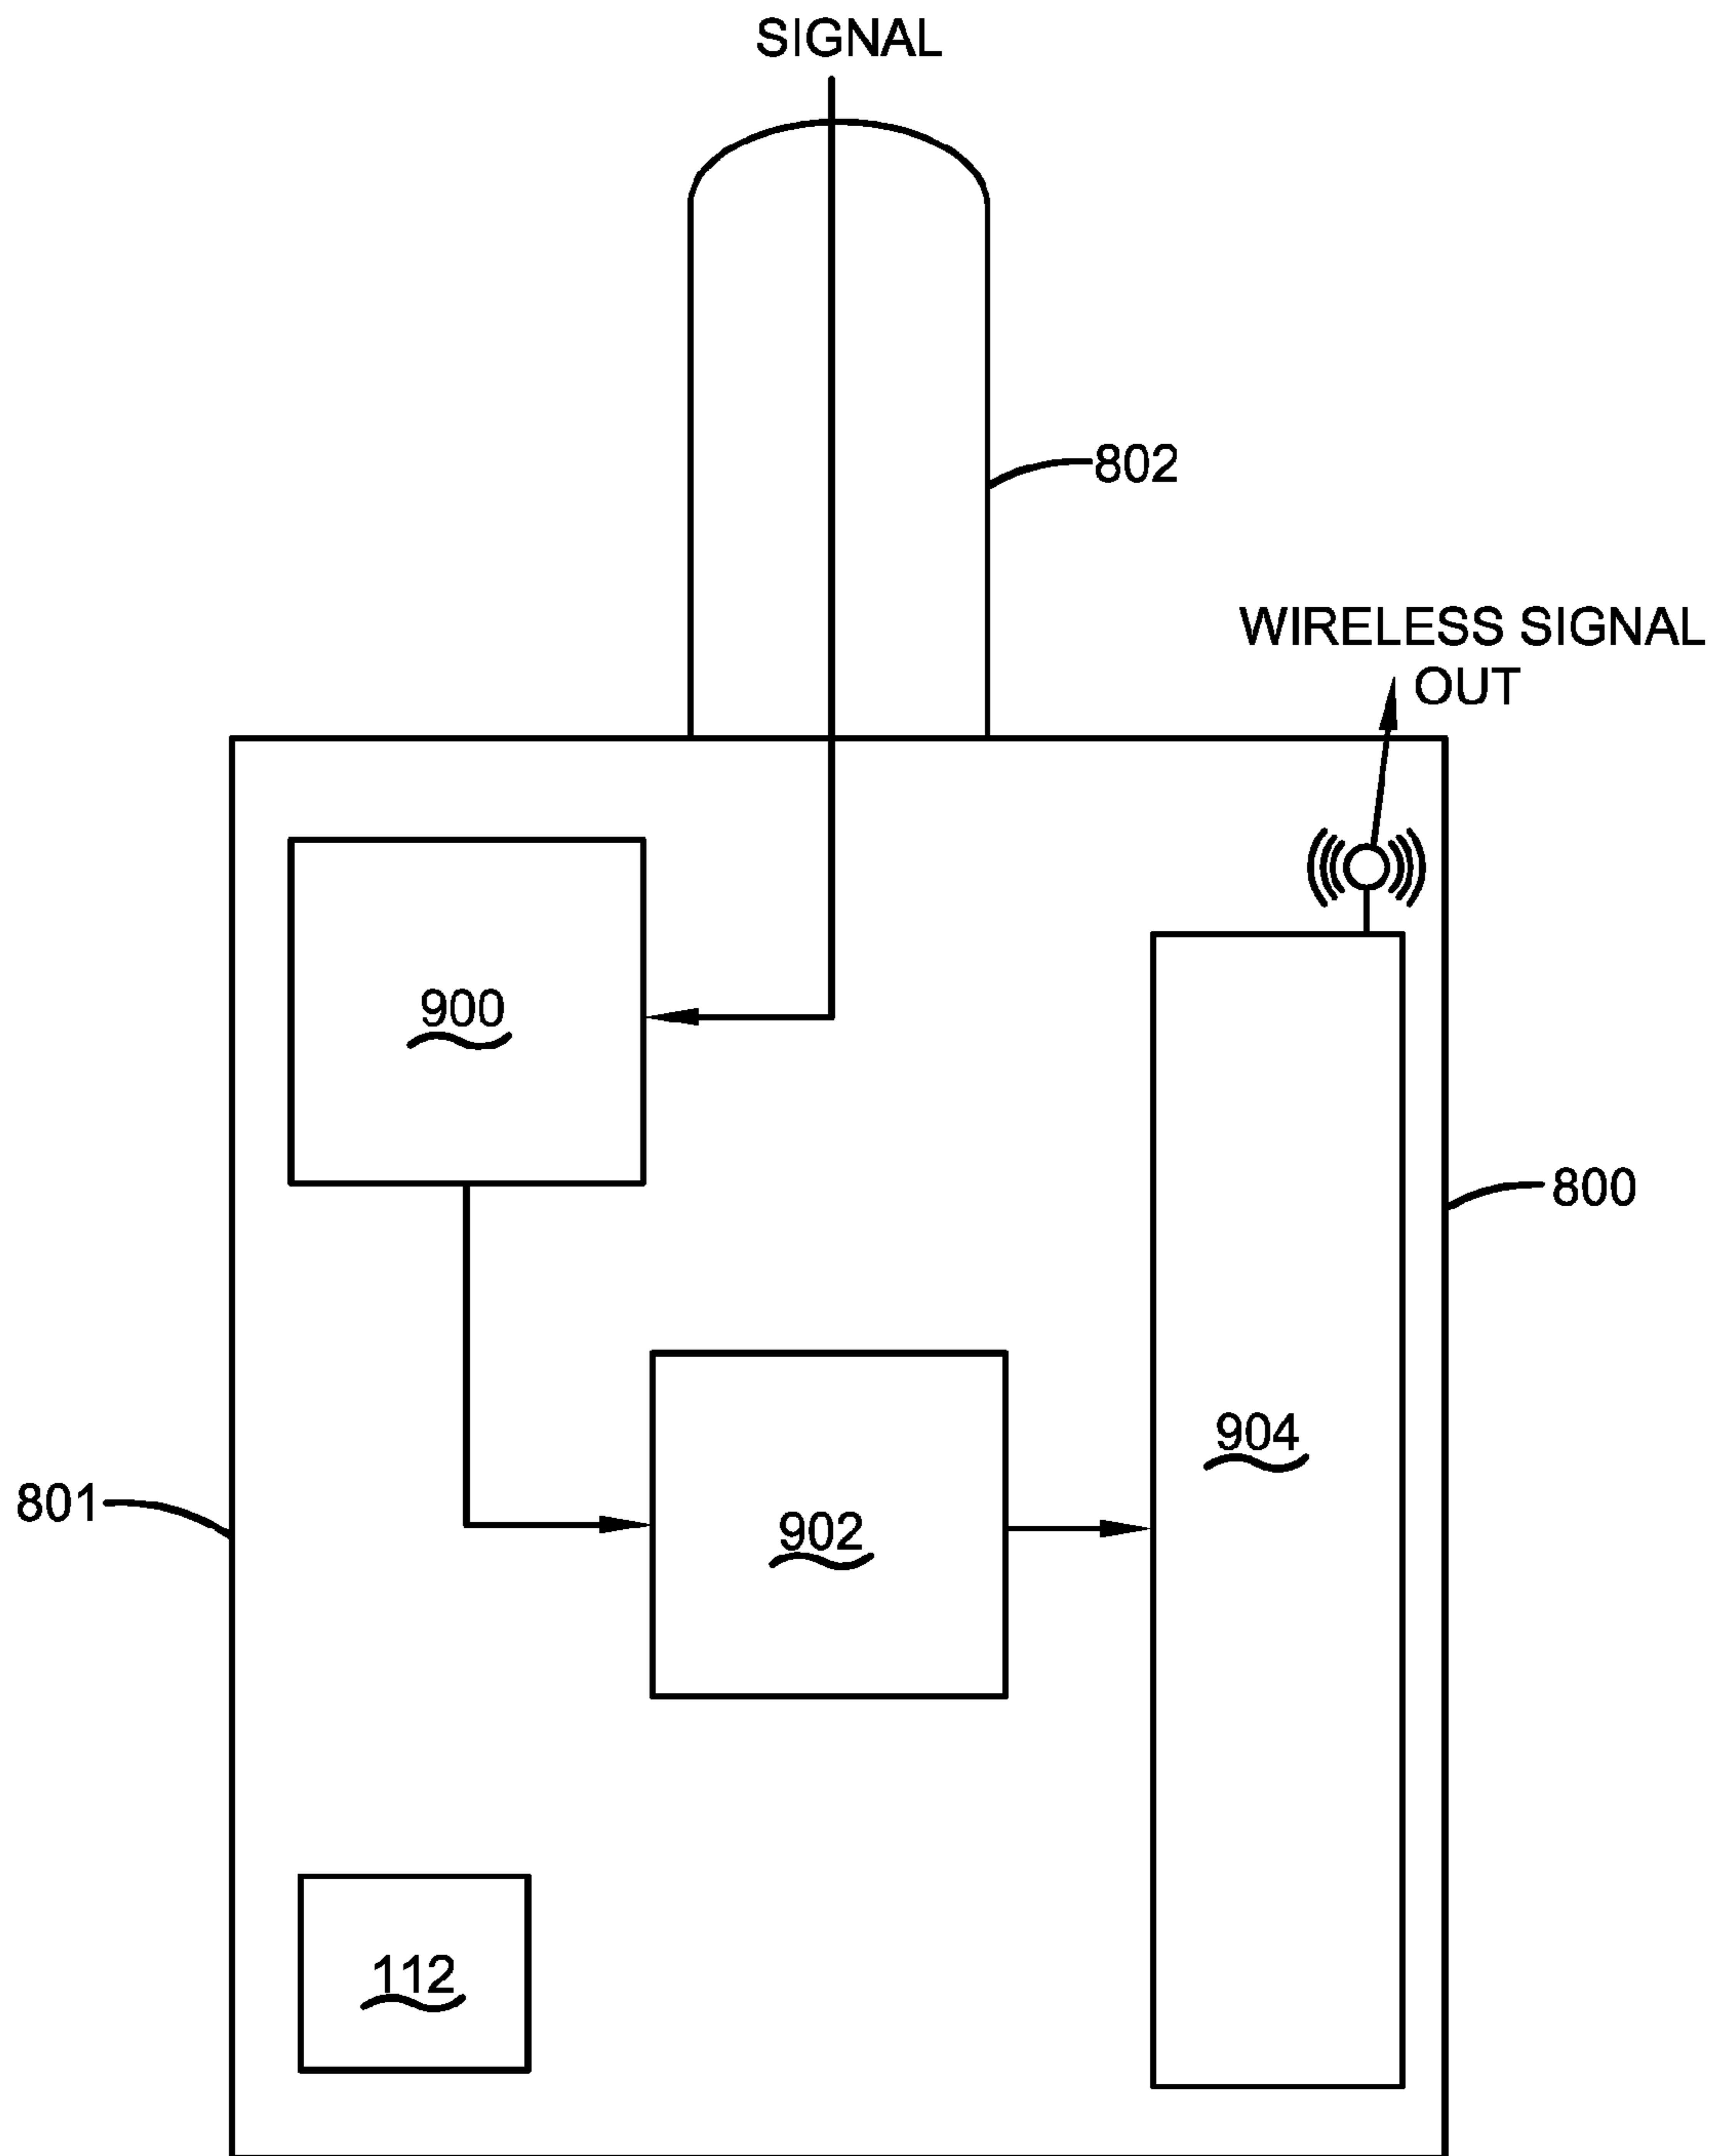 SIGNAL
802
WIRELESS SIGNAL
OUT
900
800
904
801
902
112